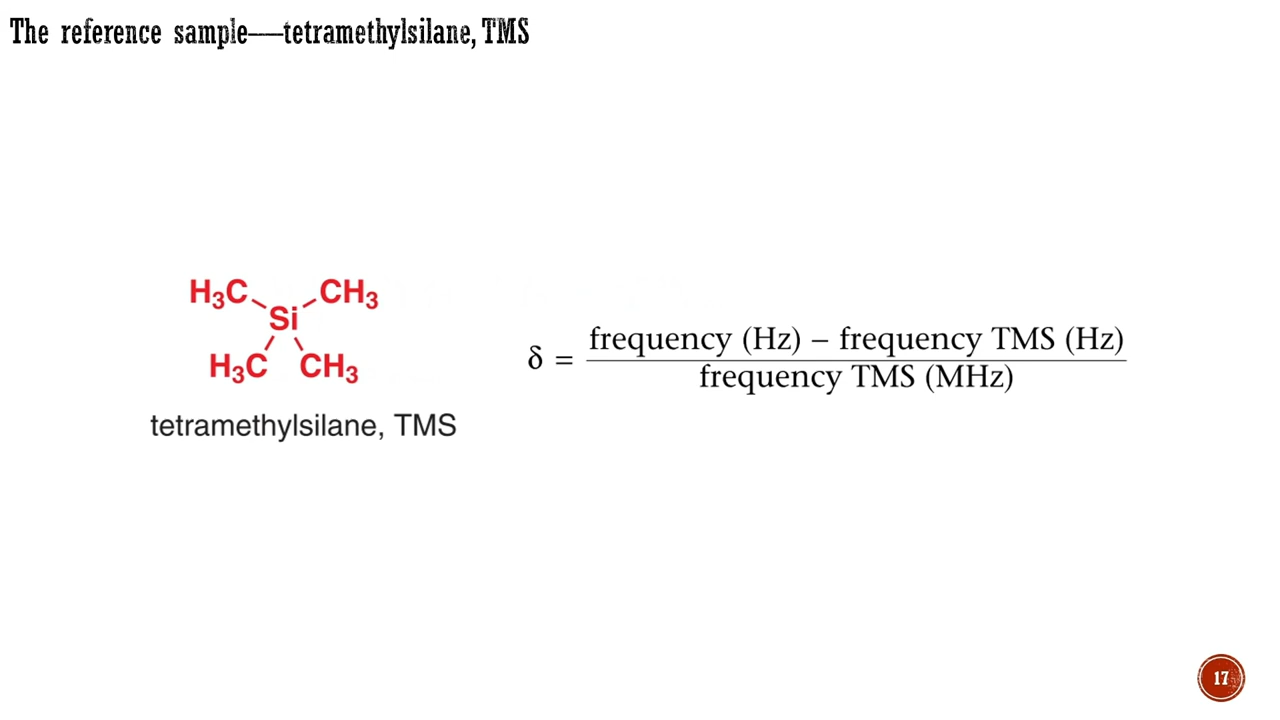 The reference sample—tetramethylsilane, TMS
H₃C CH₃
Si
H₃C CH₃
tetramethylsilane, TMS
δ = frequency (Hz) – frequency TMS (Hz)
frequency TMS (MHz)
17